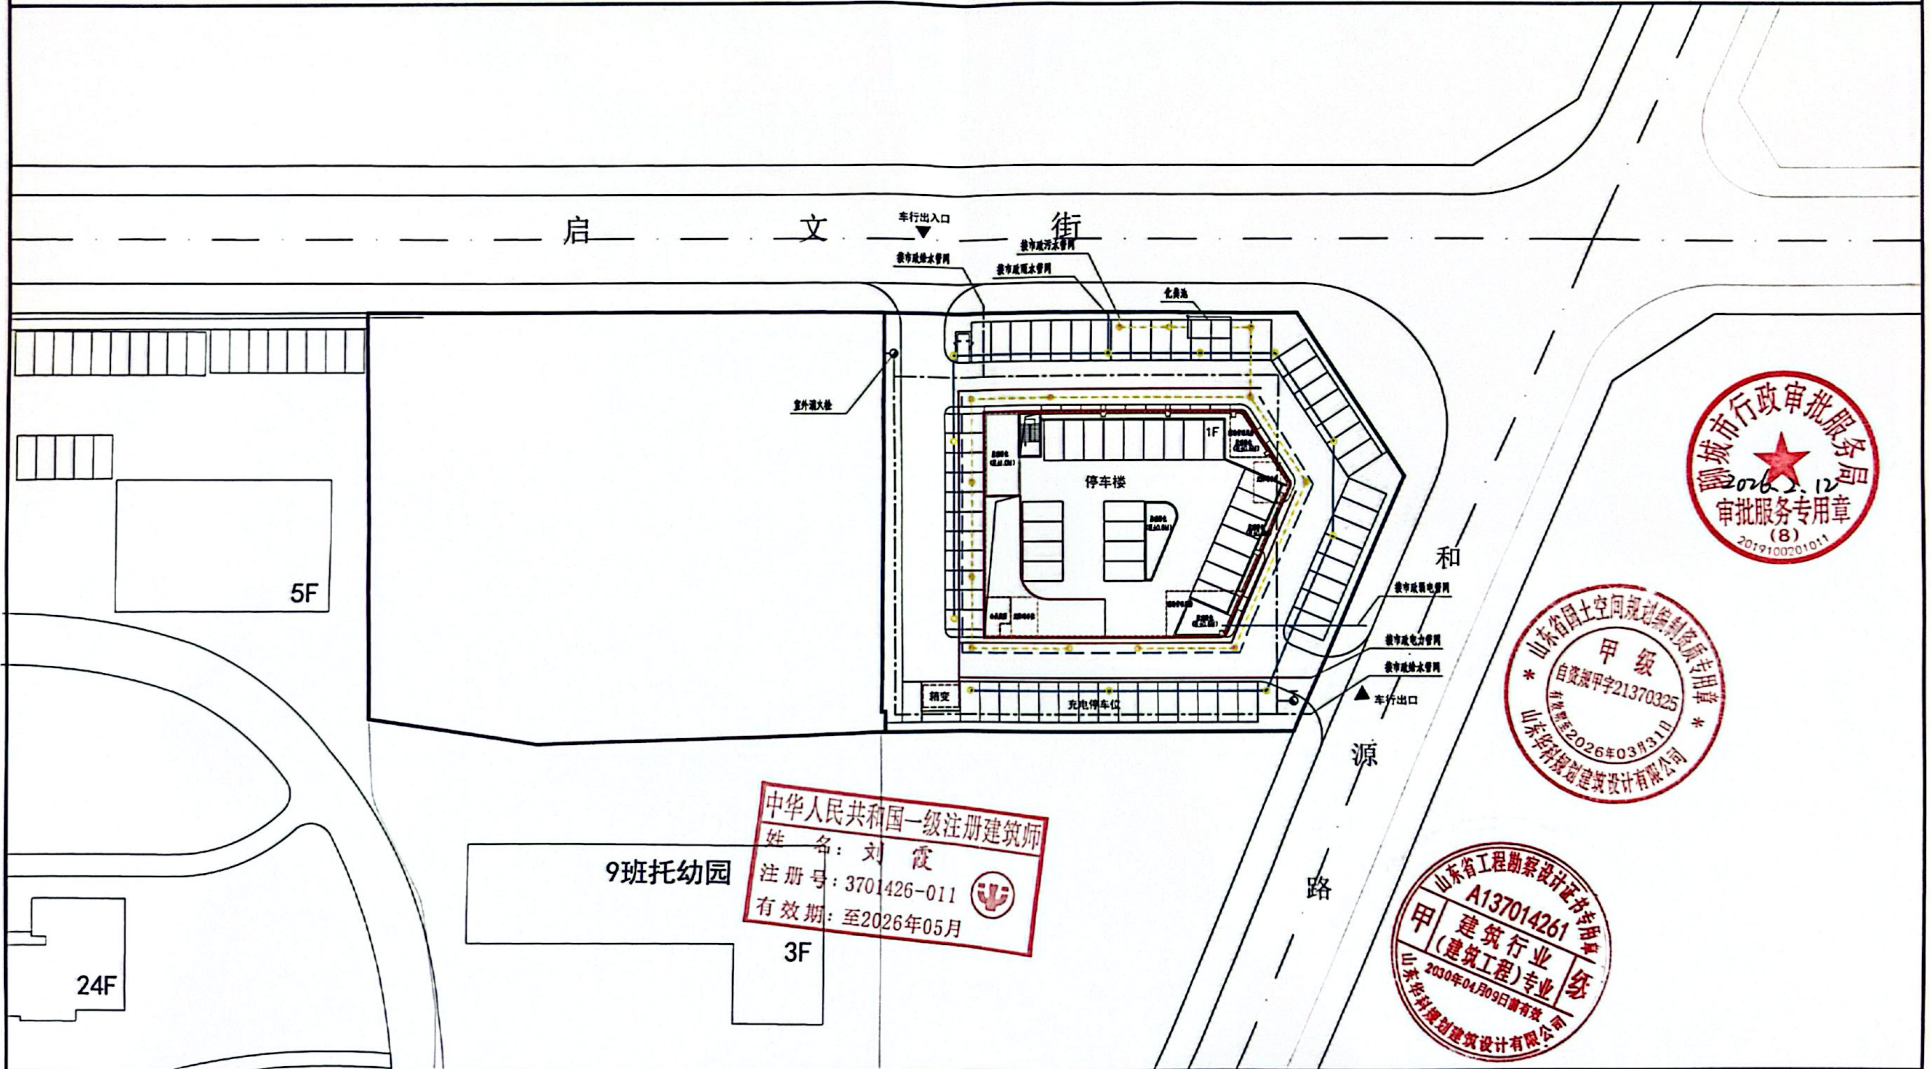 启 文 街
车行出入口
接市政污水管网
接市政给水管网
接市政雨水管网
化粪池
室外消火栓
1F
停车楼
5F
和
接市政弱电管网
接市政电力管网
接市政给水管网
箱变
充电停车位
车行出口
源
路
9班托幼园
3F
24F
聊城市行政审批服务局
2026.2.12
审批服务专用章
(8)
2019100201011
山东省国土空间规划编制资质专用章
甲 级
自资规甲字21370325
有效期至2026年03月31日
山东华科规划建筑设计有限公司
中华人民共和国一级注册建筑师
姓 名：刘 霞
注册号：3701426-011
有效期：至2026年05月
山东省工程勘察设计证书专用章
A137014261
甲 级
建筑行业
(建筑工程)专业
2030年04月09日前有效
山东华科规划建筑设计有限公司